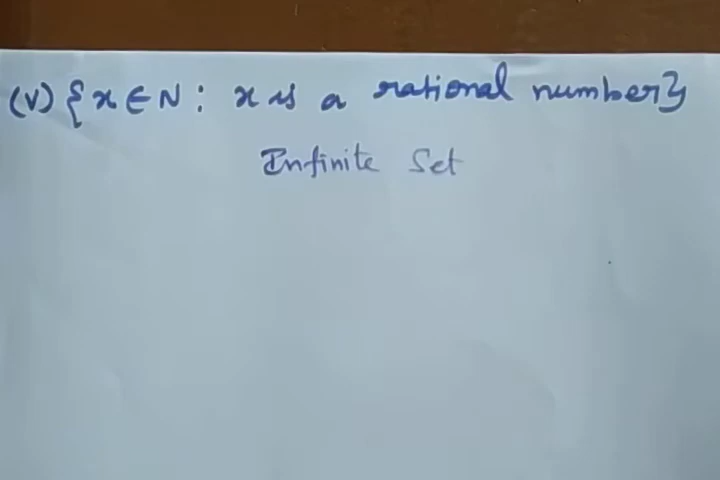 (v) {x ∈ N : x is a rational number}
Infinite Set